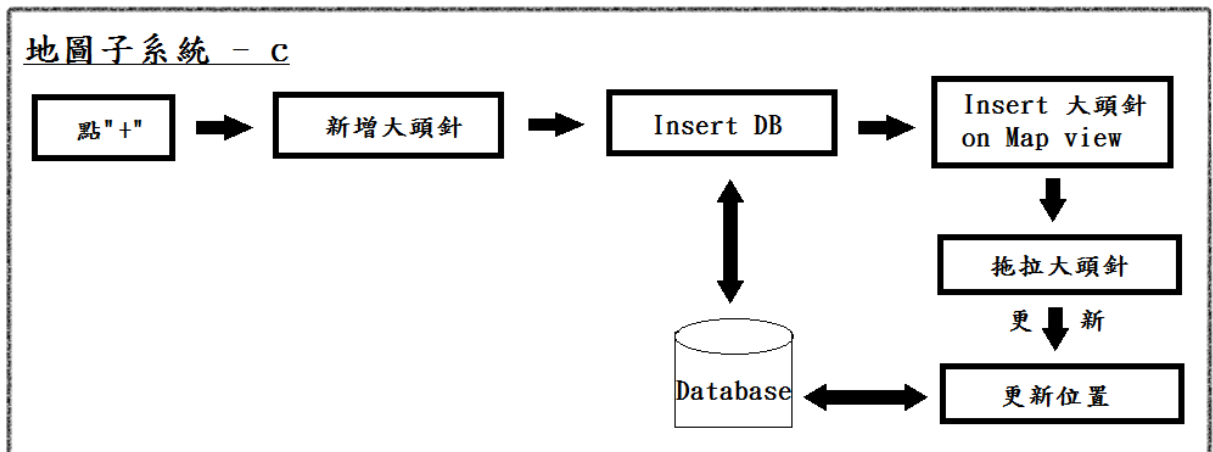 地圖子系統 - c
點"+"
新增大頭針
Insert DB
Insert 大頭針
on Map view
拖拉大頭針
更 新
Database
更新位置